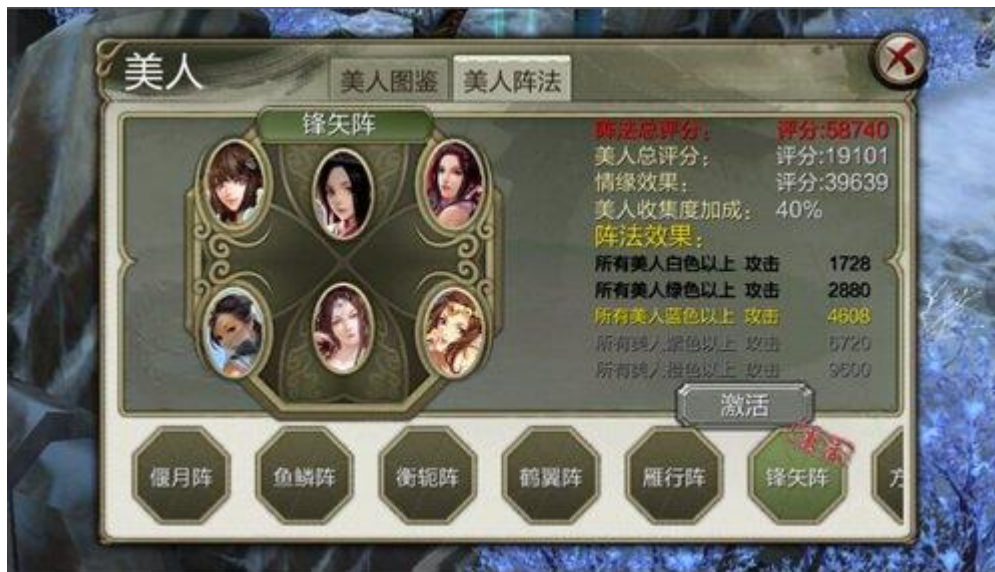 美人
美人图鉴 美人阵法
锋矢阵
阵法总评分： 评分:58740
美人总评分： 评分:19101
情缘效果： 评分:39639
美人收集度加成： 40%
阵法效果：
所有美人白色以上 攻击 1728
所有美人绿色以上 攻击 2880
所有美人蓝色以上 攻击 4608
所有美人紫色以上 攻击 6720
所有美人橙色以上 攻击 9600
激活
偃月阵 鱼鳞阵 衡轭阵 鹤翼阵 雁行阵 锋矢阵 方